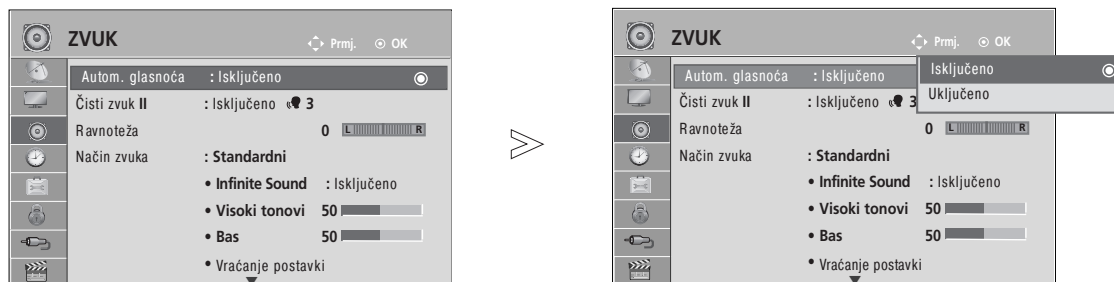 ZVUK Prmj. OK
Autom. glasnoća : Isključeno
Čisti zvuk II : Isključeno 3
Ravnoteža 0 L R
Način zvuka : Standardni
• Infinite Sound : Isključeno
• Visoki tonovi 50
• Bas 50
• Vraćanje postavki
>
ZVUK Prmj. OK
Autom. glasnoća : Isključeno
Isključeno
Uključeno
Čisti zvuk II : Isključeno 3
Ravnoteža 0 L R
Način zvuka : Standardni
• Infinite Sound : Isključeno
• Visoki tonovi 50
• Bas 50
• Vraćanje postavki